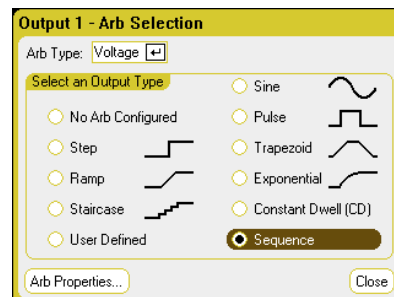 Output 1 - Arb Selection
Arb Type: Voltage
Select an Output Type
No Arb Configured
Step
Ramp
Staircase
User Defined
Sine
Pulse
Trapezoid
Exponential
Constant Dwell (CD)
Sequence
Arb Properties...
Close